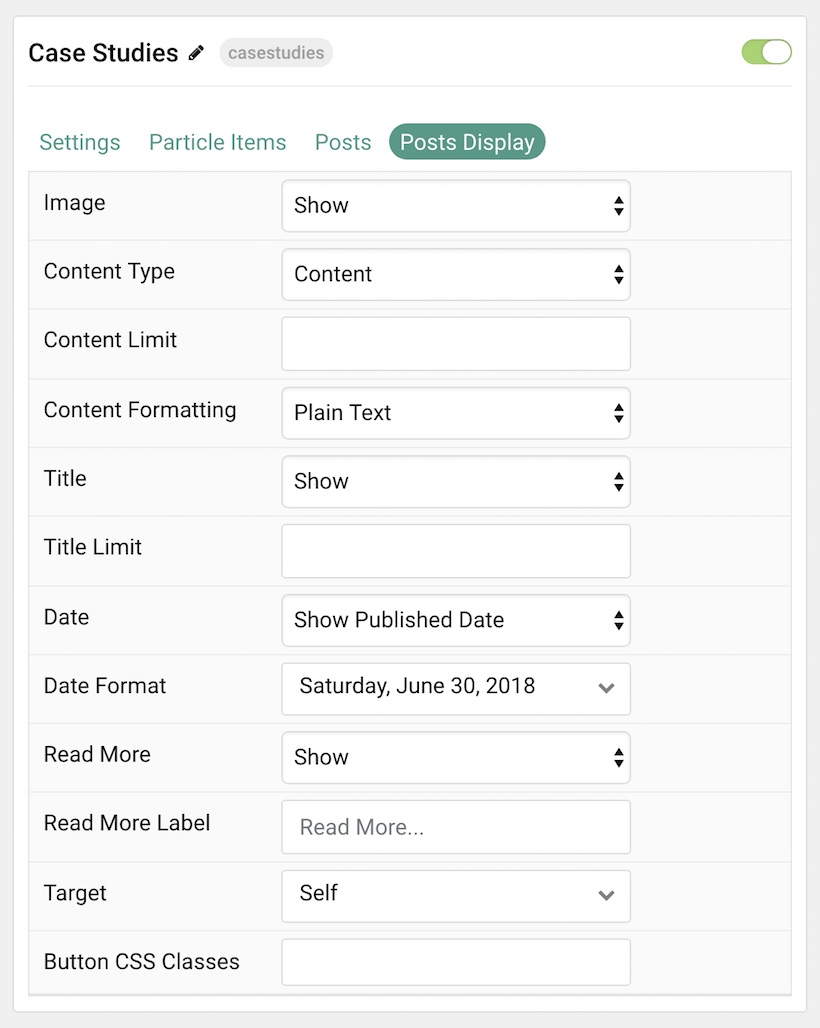 Case Studies casestudies
Settings Particle Items Posts Posts Display
Image Show
Content Type Content
Content Limit
Content Formatting Plain Text
Title Show
Title Limit
Date Show Published Date
Date Format Saturday, June 30, 2018
Read More Show
Read More Label Read More...
Target Self
Button CSS Classes